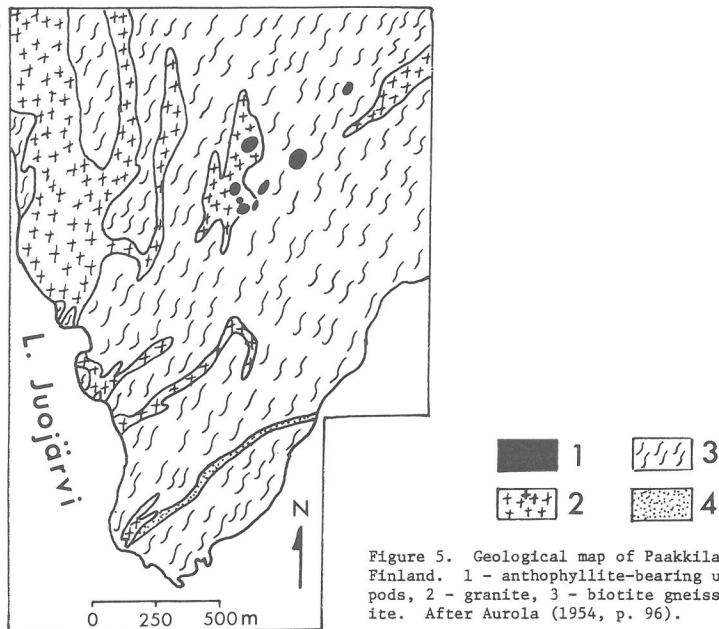 L. Juojärvi
N
0 250 500 m
1
3
2
4
Figure 5. Geological map of Paakkila
Finland. 1 - anthophyllite-bearing u
pods, 2 - granite, 3 - biotite gneiss
ite. After Aurola (1954, p. 96).